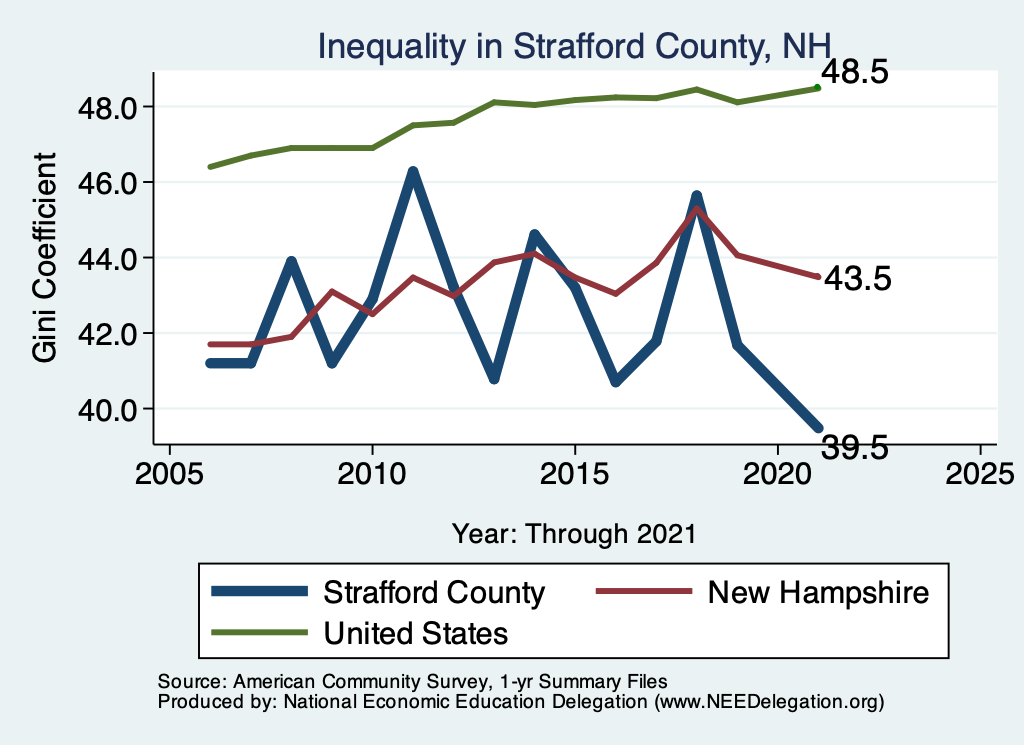 Inequality in Strafford County, NH
48.5
48.0
46.0
44.0
42.0
40.0
Gini Coefficient
43.5
39.5
2005 2010 2015 2020 2025
Year: Through 2021
Strafford County New Hampshire
United States
Source: American Community Survey, 1-yr Summary Files
Produced by: National Economic Education Delegation (www.NEEDelegation.org)